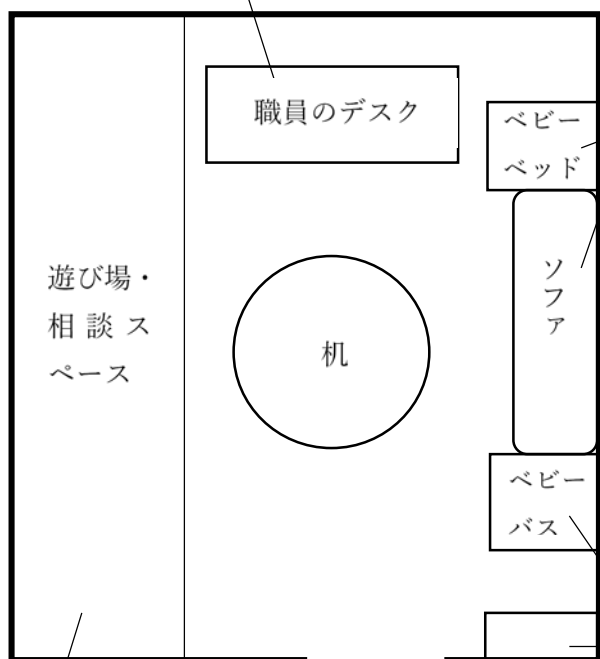 職員のデスク
ベビー
ベッド
ソファ
遊び場・
相談ス
ペース
机
ベビー
バス